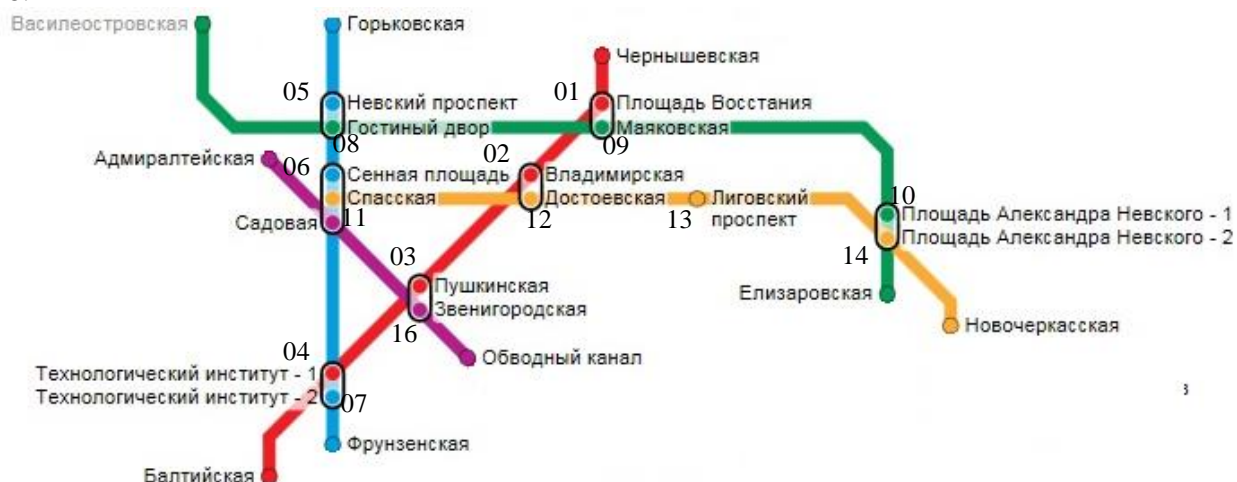 Василеостровская
Горьковская
Чернышевская
05
Невский проспект
01
Площадь Восстания
Гостиный двор
Маяковская
08
09
Адмиралтейская
06
Сенная площадь
02
Владимирская
Спасская
Достоевская
Лиговский
проспект
10
Садовая
11
12
13
Площадь Александра Невского - 1
Площадь Александра Невского - 2
14
03
Пушкинская
Звенигородская
16
Елизаровская
Новочеркасская
04
Обводный канал
Технологический институт - 1
Технологический институт - 2
07
Фрунзенская
Балтийская